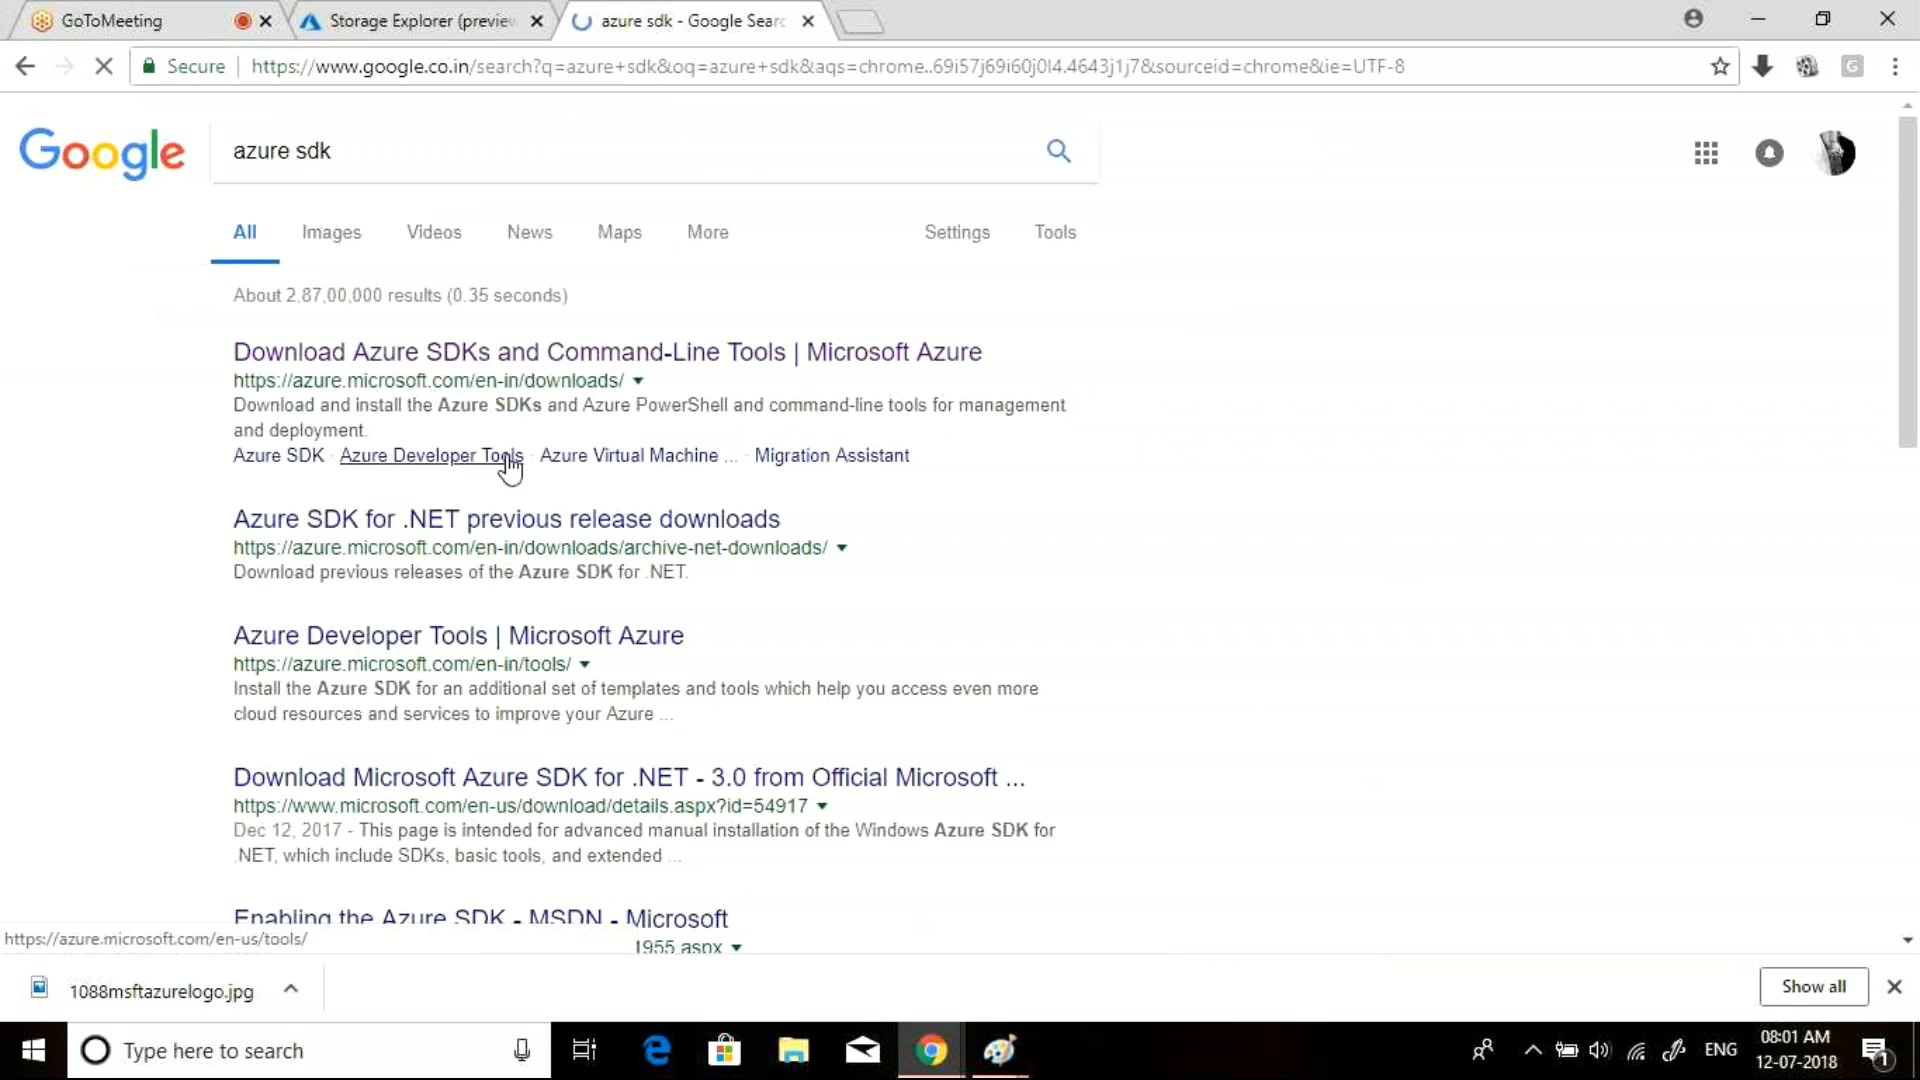 GoToMeeting
Storage Explorer (preview
azure sdk - Google Searc
Secure
https://www.google.co.in/search?q=azure+sdk&oq=azure+sdk&aqs=chrome..69i57j69i60j0l4.4643j1j7&sourceid=chrome&ie=UTF-8
G
Google
azure sdk
All Images Videos News Maps More Settings Tools
About 2,87,00,000 results (0.35 seconds)
Download Azure SDKs and Command-Line Tools | Microsoft Azure
https://azure.microsoft.com/en-in/downloads/
Download and install the Azure SDKs and Azure PowerShell and command-line tools for management
and deployment.
Azure SDK · Azure Developer Tools · Azure Virtual Machine ... · Migration Assistant
Azure SDK for .NET previous release downloads
https://azure.microsoft.com/en-in/downloads/archive-net-downloads/
Download previous releases of the Azure SDK for .NET.
Azure Developer Tools | Microsoft Azure
https://azure.microsoft.com/en-in/tools/
Install the Azure SDK for an additional set of templates and tools which help you access even more
cloud resources and services to improve your Azure ...
Download Microsoft Azure SDK for .NET - 3.0 from Official Microsoft ...
https://www.microsoft.com/en-us/download/details.aspx?id=54917
Dec 12, 2017 - This page is intended for advanced manual installation of the Windows Azure SDK for
.NET, which include SDKs, basic tools, and extended ...
Enabling the Azure SDK - MSDN - Microsoft
https://azure.microsoft.com/en-us/tools/
1955.aspx
1088msftazurelogo.jpg
Show all
Type here to search
ENG
08:01 AM
12-07-2018
1